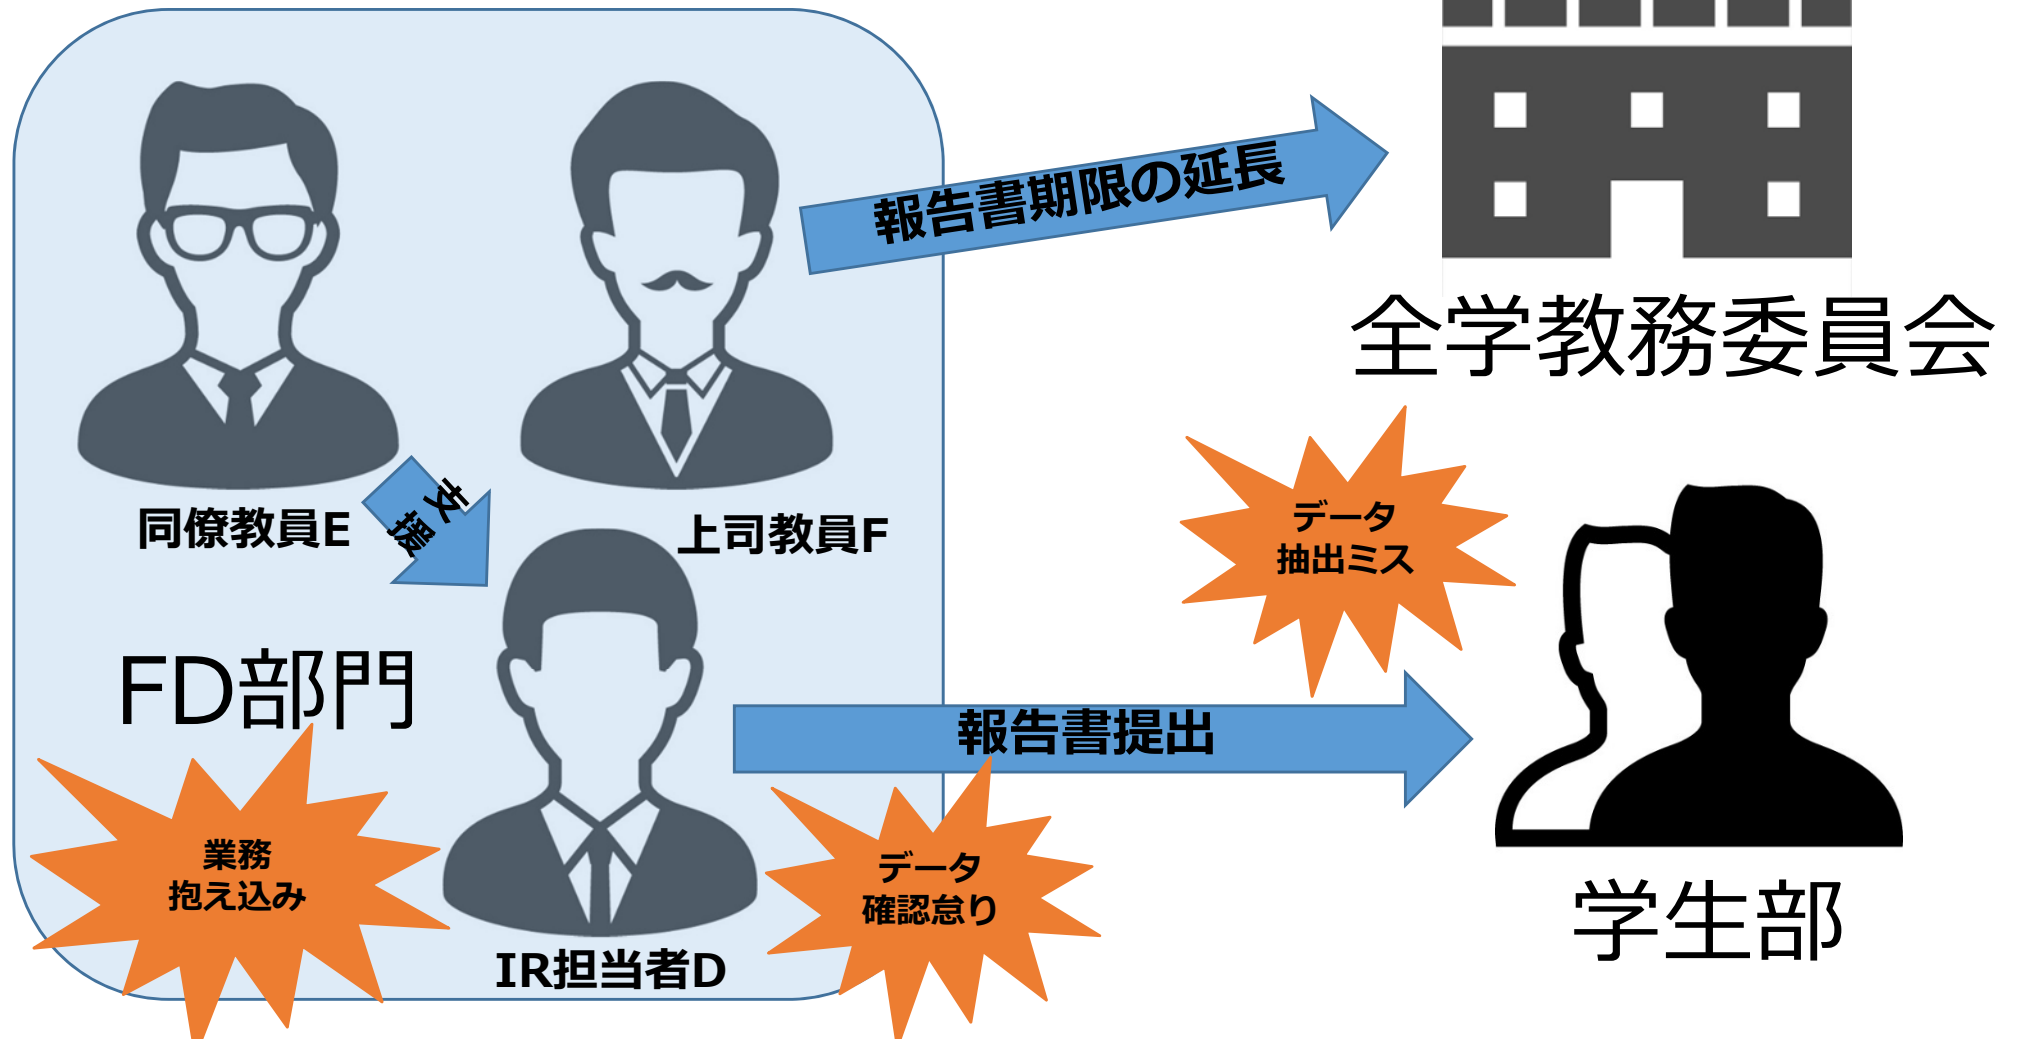 報告書期限の延長
全学教務委員会
同僚教員E
支
援
上司教員F
データ
抽出ミス
FD部門
報告書提出
業務
抱え込み
データ
確認怠り
IR担当者D
学生部